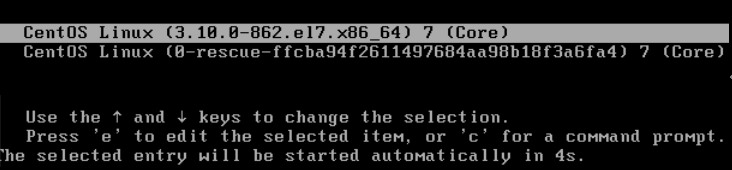 CentOS Linux (3.10.0-862.el7.x86_64) 7 (Core)
CentOS Linux (0-rescue-ffcba94f2611497684aa98b18f3a6fa4) 7 (Core)
Use the ↑ and ↓ keys to change the selection.
Press 'e' to edit the selected item, or 'c' for a command prompt.
The selected entry will be started automatically in 4s.